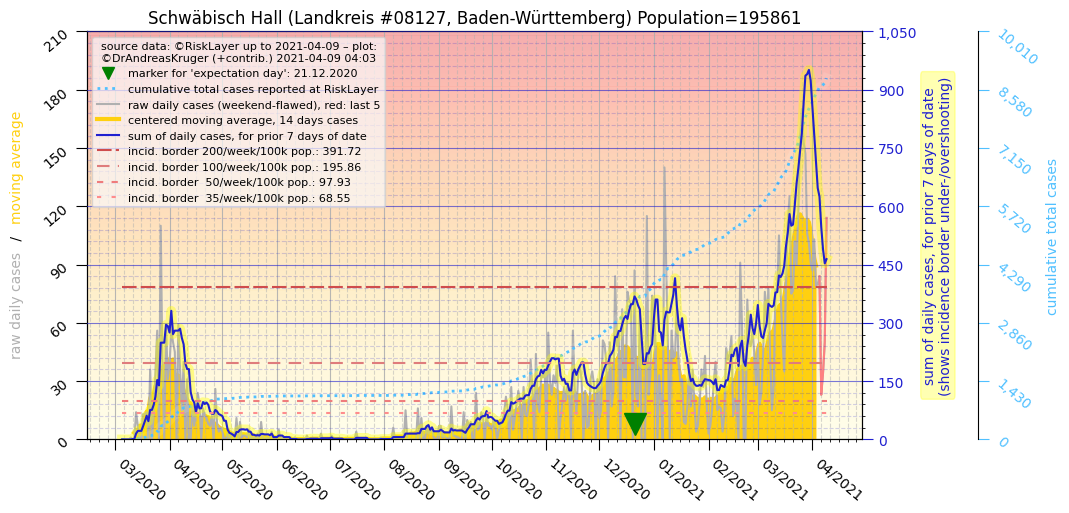 Schwäbisch Hall (Landkreis #08127, Baden-Württemberg) Population=195861
source data: ©RiskLayer up to 2021-04-09 – plot:
©DrAndreasKruger (+contrib.) 2021-04-09 04:03
marker for 'expectation day': 21.12.2020
cumulative total cases reported at RiskLayer
raw daily cases (weekend-flawed), red: last 5
centered moving average, 14 days cases
sum of daily cases, for prior 7 days of date
incid. border 200/week/100k pop.: 391.72
incid. border 100/week/100k pop.: 195.86
incid. border  50/week/100k pop.: 97.93
incid. border  35/week/100k pop.: 68.55
raw daily cases / moving average
210
180
150
120
90
60
30
0
03/2020
04/2020
05/2020
06/2020
07/2020
08/2020
09/2020
10/2020
11/2020
12/2020
01/2021
02/2021
03/2021
04/2021
1,050
900
750
600
450
300
150
0
sum of daily cases, for prior 7 days of date
(shows incidence border under-/overshooting)
10,010
8,580
7,150
5,720
4,290
2,860
1,430
0
cumulative total cases